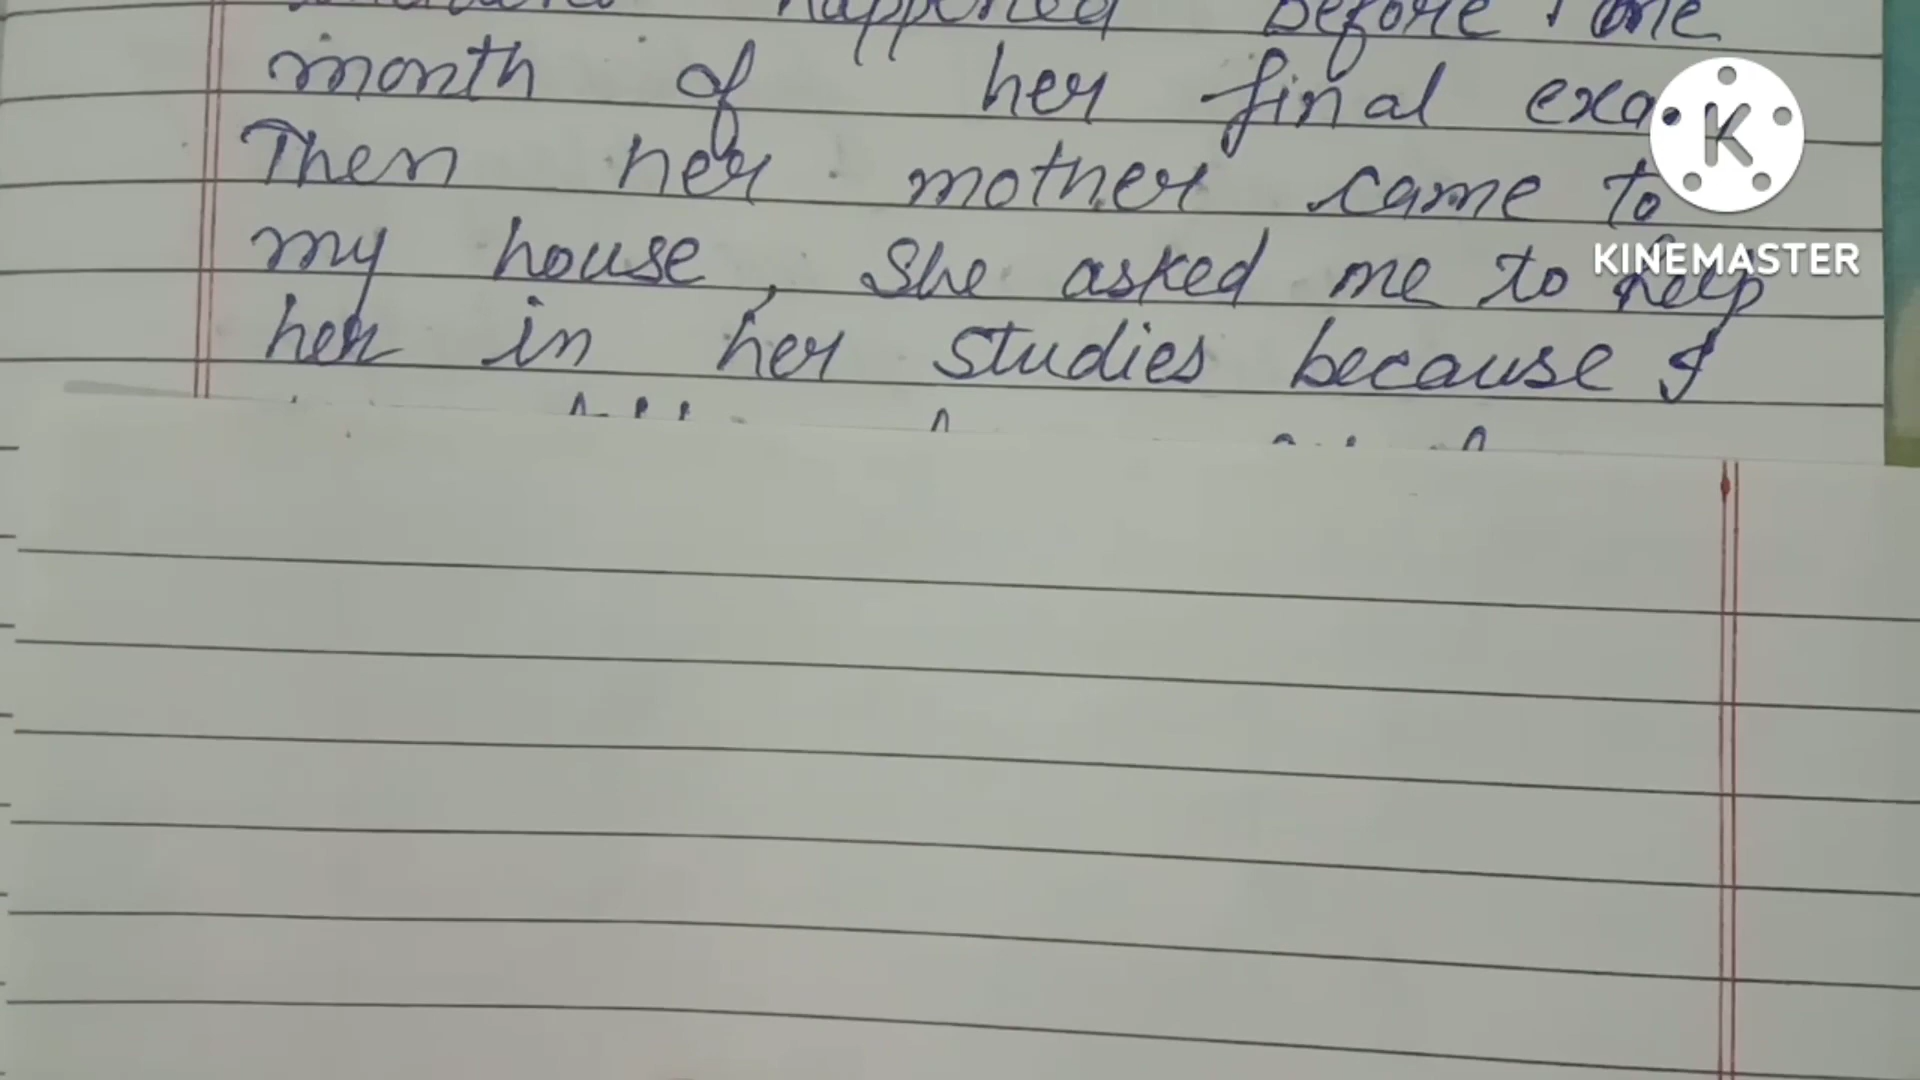 happened before one
month of her final exa
Then her mother came to
my house, She asked me to help
her in her studies because I
K
KINEMASTER